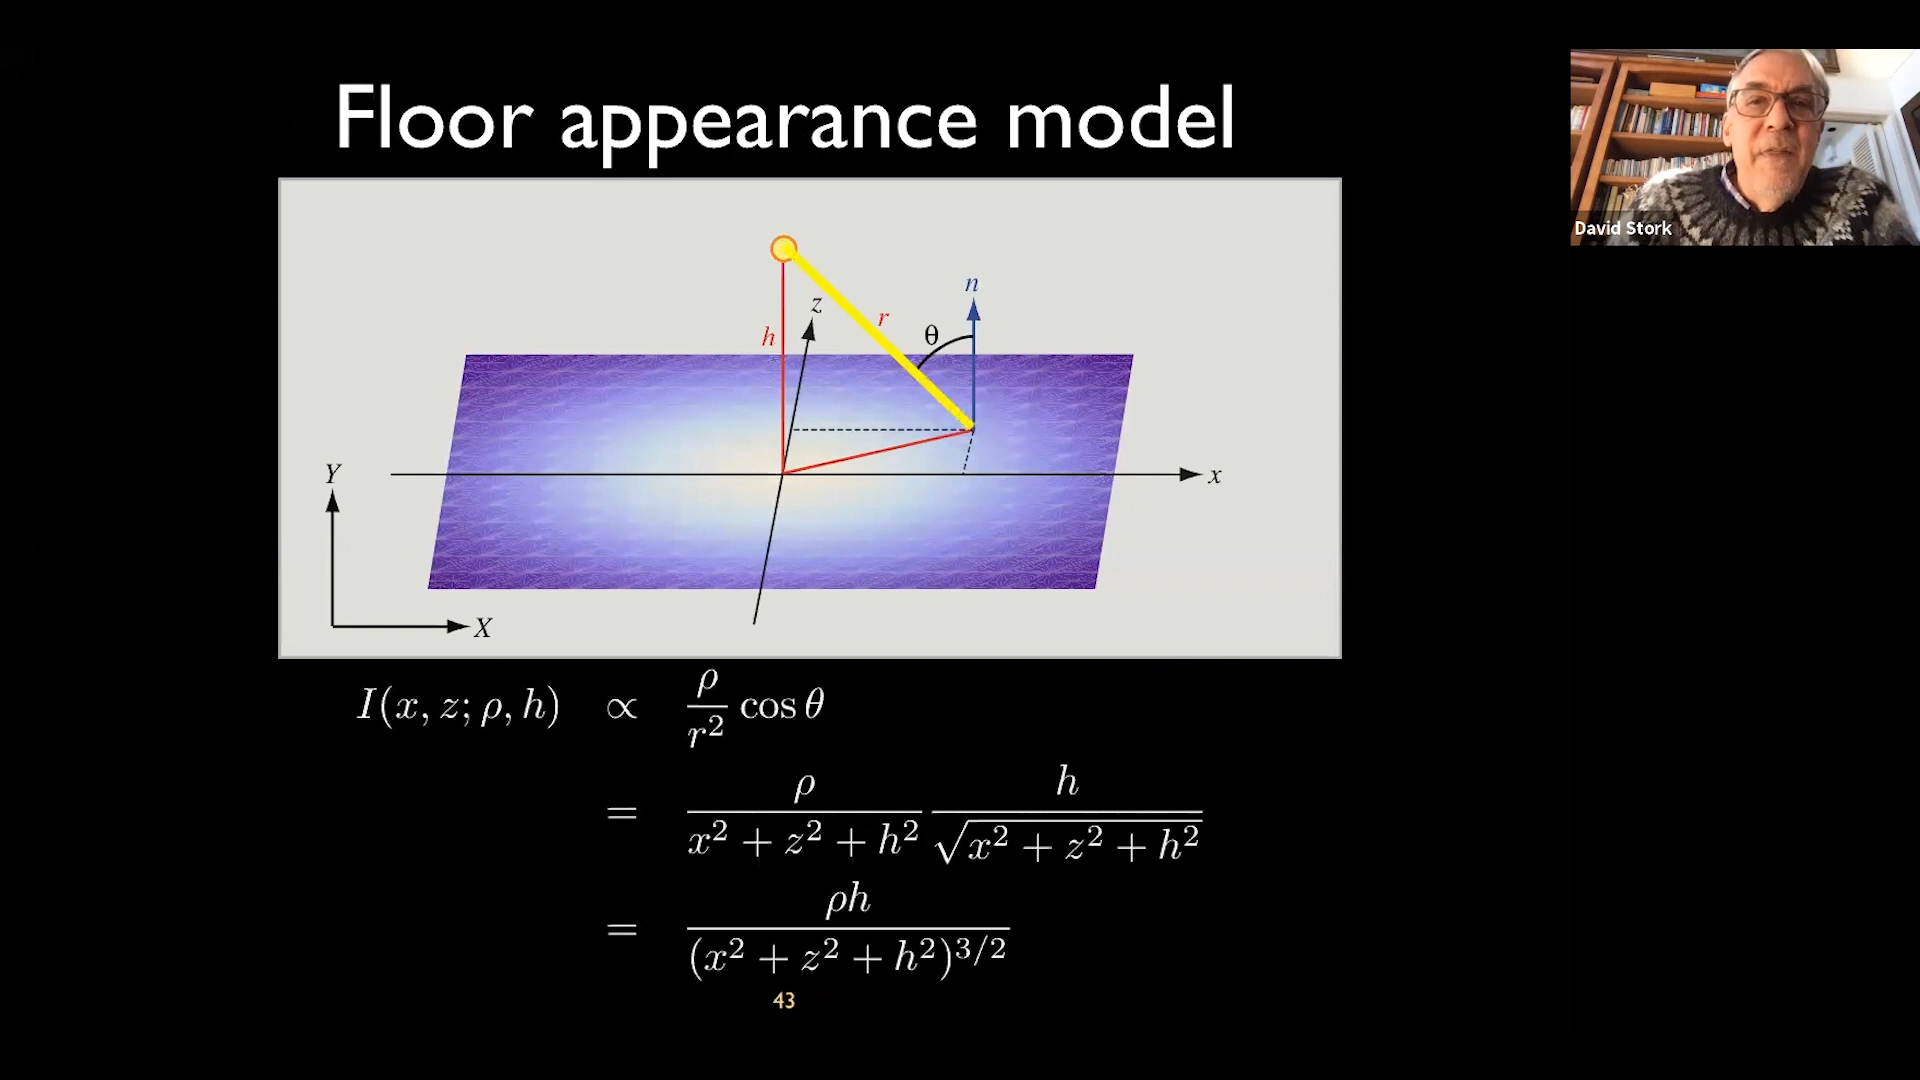 Floor appearance model
David Stork
n
z
r
θ
h
Y
x
X
I(x, z; ρ, h) ∝ ρ/r² cos θ
= ρ/(x² + z² + h²) h/√(x² + z² + h²)
= ρh/(x² + z² + h²)^{3/2}
43